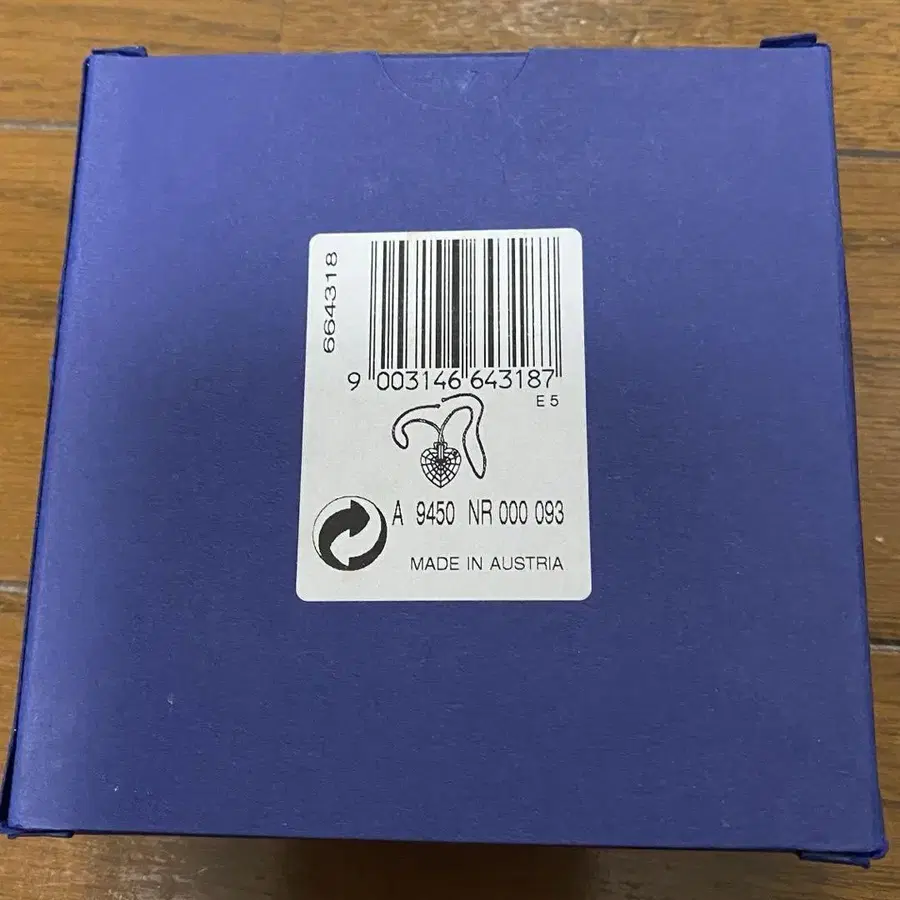 664318
9 003146 643187
E 5
A 9450 NR 000 093
MADE IN AUSTRIA